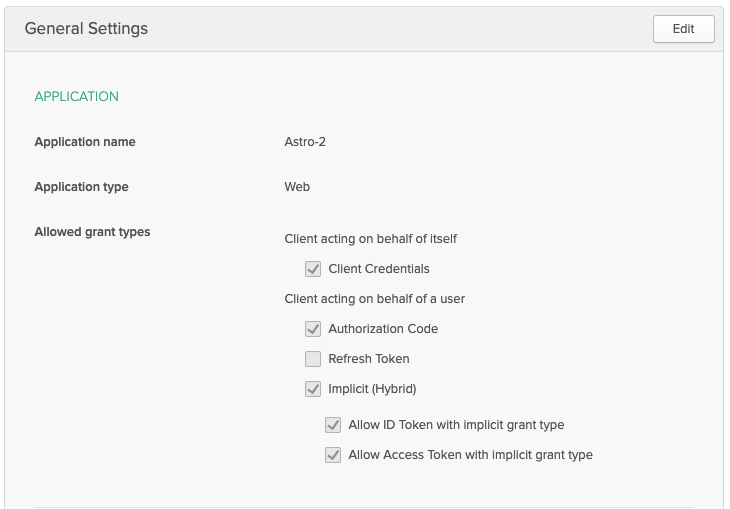 General Settings
Edit
APPLICATION
Application name
Astro-2
Application type
Web
Allowed grant types
Client acting on behalf of itself
Client Credentials
Client acting on behalf of a user
Authorization Code
Refresh Token
Implicit (Hybrid)
Allow ID Token with implicit grant type
Allow Access Token with implicit grant type